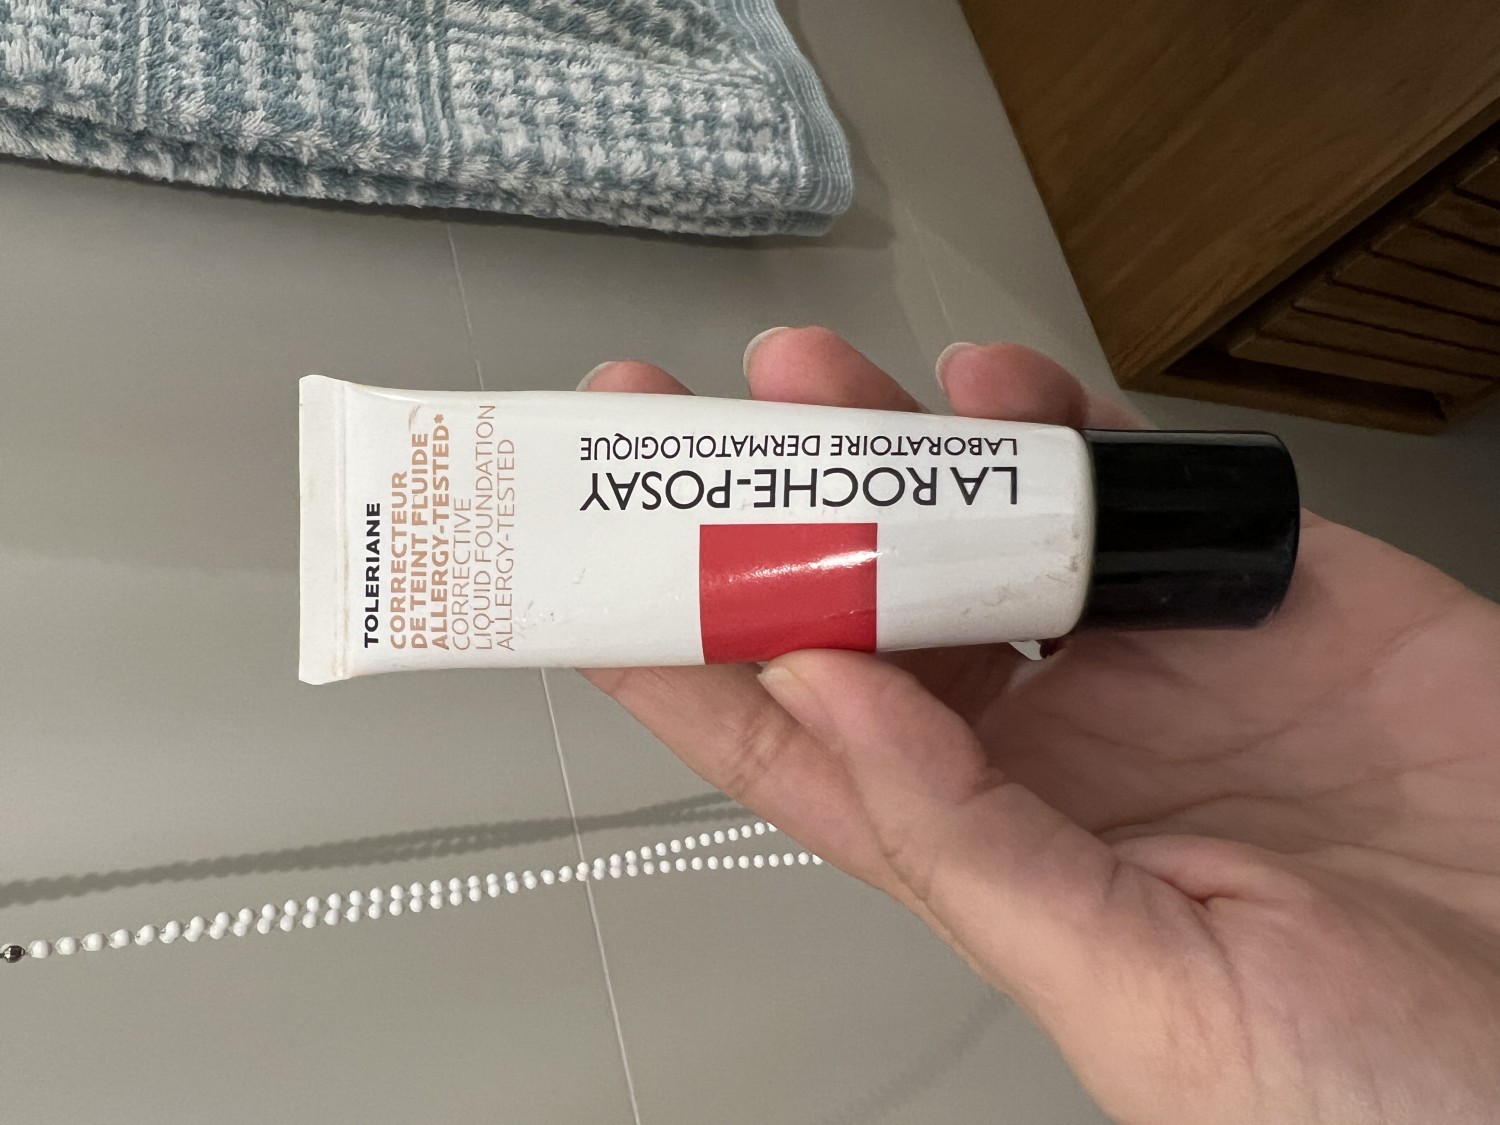 TOLERIANE
CORRECTEUR
DE TEINT FLUIDE
ALLERGY-TESTED*
CORRECTIVE
LIQUID FOUNDATION
ALLERGY-TESTED
LA ROCHE-POSAY
LABORATOIRE DERMATOLOGIQUE